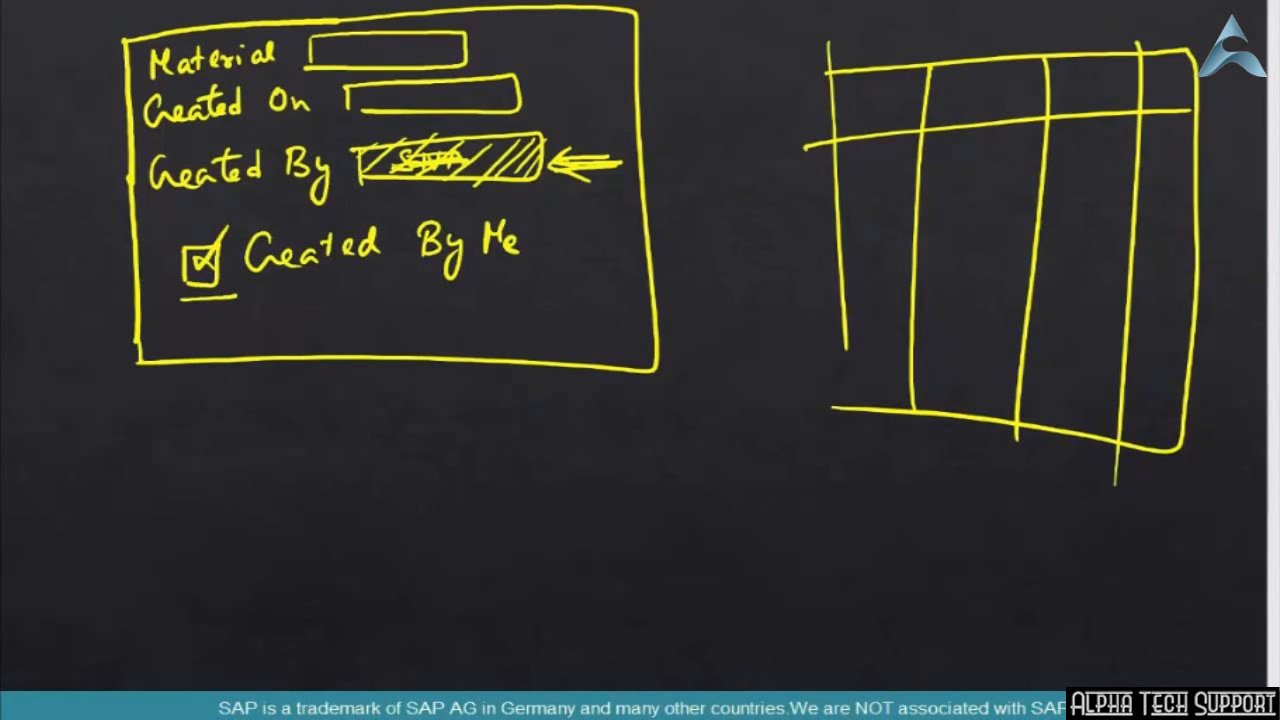 Material
Created On
Created By
Created By Me
SAP is a trademark of SAP AG in Germany and many other countries.We are NOT associated with SAP
ALPHA TECH SUPPORT